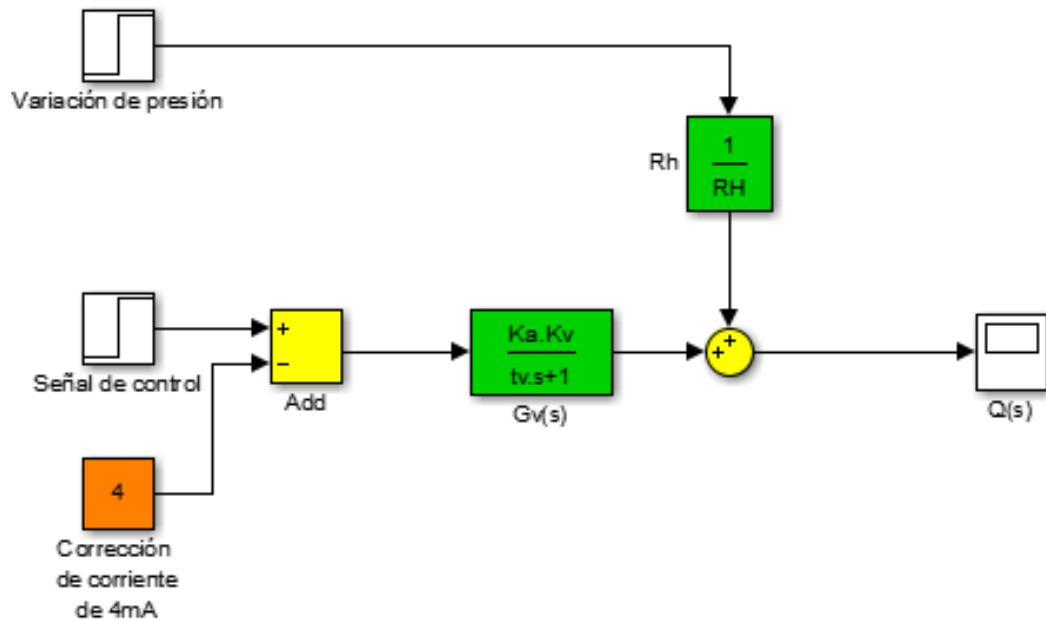 Variación de presión
Rh
1
RH
+
+
Señal de control
+
−
Add
Ka.Kv
tv.s+1
Gv(s)
Q(s)
4
Corrección
de corriente
de 4mA